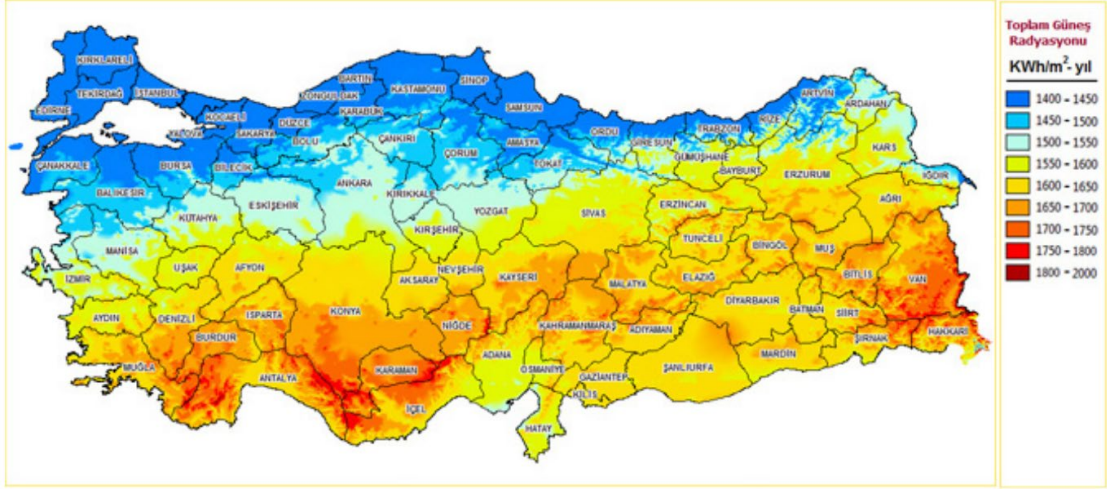 KIRKLARELİ
TEKİRDAĞ
İSTANBUL
EDİRNE
KOCAELİ
YALOVA
SAKARYA
DÜZCE
ZONGULDAK
BARTIN
KARABÜK
KASTAMONU
SİNOP
SAMSUN
BOLU
ÇANKIRI
ÇORUM
AMASYA
TOKAT
ORDU
GİRESUN
TRABZON
RİZE
ARTVİN
ARDAHAN
KARS
GÜMÜŞHANE
BAYBURT
ERZURUM
IĞDIR
AĞRI
ÇANAKKALE
BURSA
BİLECİK
BALIKESİR
KÜTAHYA
ESKİŞEHİR
ANKARA
KIRIKKALE
YOZGAT
KIRŞEHİR
SİVAS
ERZİNCAN
TUNCELİ
BİNGÖL
MUŞ
BİTLİS
VAN
MANİSA
İZMİR
UŞAK
AFYON
AKSARAY
NEVŞEHİR
KAYSERİ
MALATYA
ELAZIĞ
DİYARBAKIR
BATMAN
SİİRT
ŞIRNAK
HAKKARİ
AYDIN
DENİZLİ
ISPARTA
BURDUR
KONYA
NİĞDE
KAHRAMANMARAŞ
ADIYAMAN
MARDİN
ŞANLIURFA
MUĞLA
ANTALYA
KARAMAN
İÇEL
ADANA
OSMANİYE
GAZİANTEP
KİLİS
HATAY
Toplam Güneş
Radyasyonu
KWh/m²- yıl
1400 - 1450
1450 - 1500
1500 - 1550
1550 - 1600
1600 - 1650
1650 - 1700
1700 - 1750
1750 - 1800
1800 - 2000